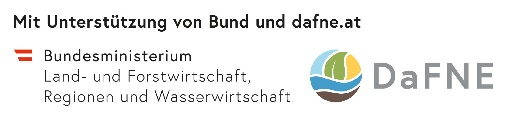 Mit Unterstützung von Bund und dafne.at
Bundesministerium
Land- und Forstwirtschaft,
Regionen und Wasserwirtschaft
DaFNE